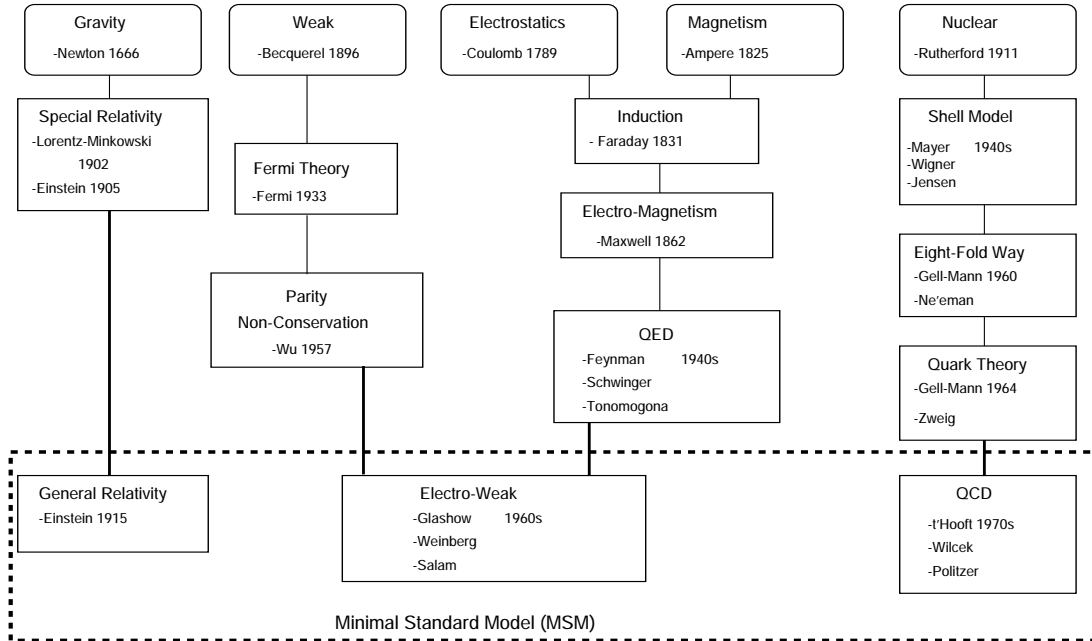 Gravity
-Newton 1666
Weak
-Becquerel 1896
Electrostatics
-Coulomb 1789
Magnetism
-Ampere 1825
Nuclear
-Rutherford 1911
Special Relativity
-Lorentz-Minkowski
1902
-Einstein 1905
Fermi Theory
-Fermi 1933
Induction
- Faraday 1831
Shell Model
-Mayer 1940s
-Wigner
-Jensen
Electro-Magnetism
-Maxwell 1862
Eight-Fold Way
-Gell-Mann 1960
-Ne'eman
Parity
Non-Conservation
-Wu 1957
QED
-Feynman 1940s
-Schwinger
-Tonomogona
Quark Theory
-Gell-Mann 1964
-Zweig
General Relativity
-Einstein 1915
Electro-Weak
-Glashow 1960s
-Weinberg
-Salam
QCD
-t'Hooft 1970s
-Wilcek
-Politzer
Minimal Standard Model (MSM)